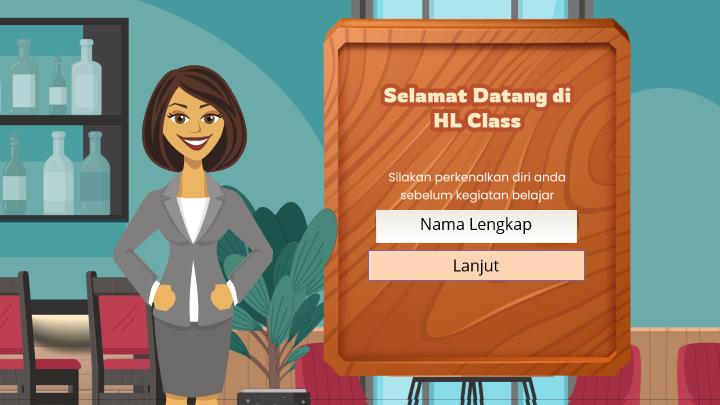 Selamat Datang di
HL Class
Silakan perkenalkan diri anda
sebelum kegiatan belajar
Nama Lengkap
Lanjut